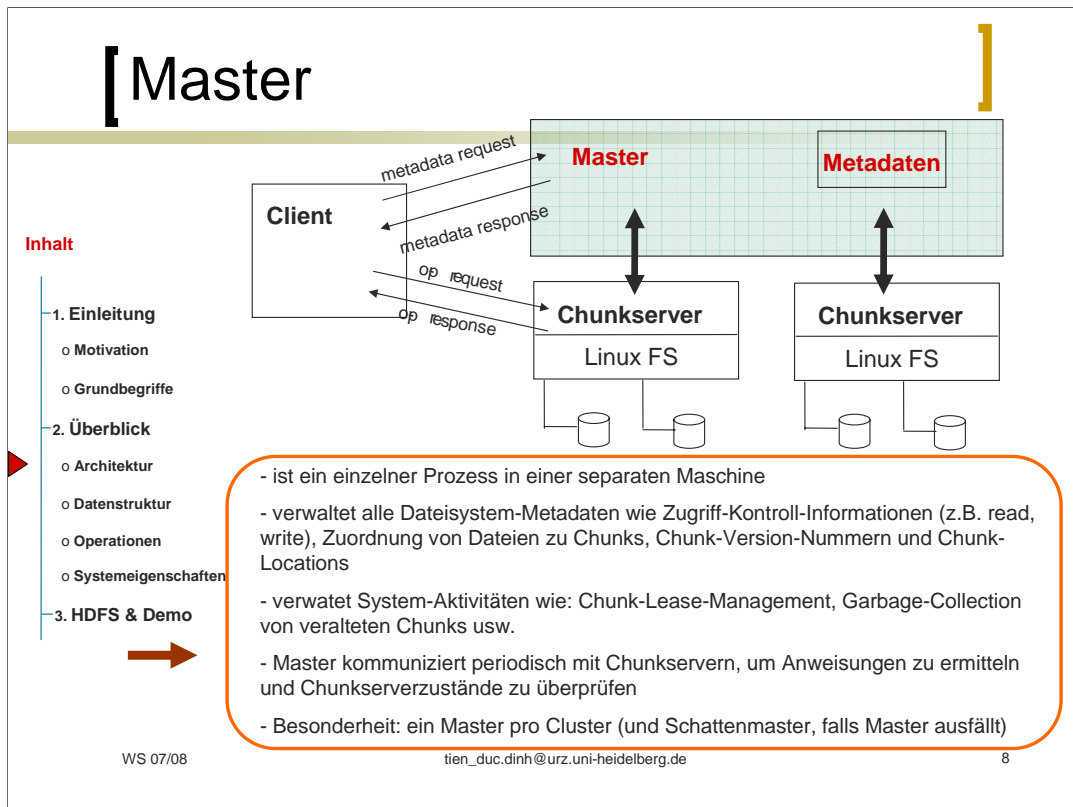 Master
metadata request
metadata response
op request
op response
Client
Master
Metadaten
Chunkserver
Linux FS
Chunkserver
Linux FS
Inhalt
1. Einleitung
o Motivation
o Grundbegriffe
2. Überblick
o Architektur
o Datenstruktur
o Operationen
o Systemeigenschaften
3. HDFS & Demo
- ist ein einzelner Prozess in einer separaten Maschine
- verwaltet alle Dateisystem-Metadaten wie Zugriff-Kontroll-Informationen (z.B. read,
write), Zuordnung von Dateien zu Chunks, Chunk-Version-Nummern und Chunk-
Locations
- verwatet System-Aktivitäten wie: Chunk-Lease-Management, Garbage-Collection
von veralteten Chunks usw.
- Master kommuniziert periodisch mit Chunkservern, um Anweisungen zu ermitteln
und Chunkserverzustände zu überprüfen
- Besonderheit: ein Master pro Cluster (und Schattenmaster, falls Master ausfällt)
WS 07/08
tien_duc.dinh@urz.uni-heidelberg.de
8